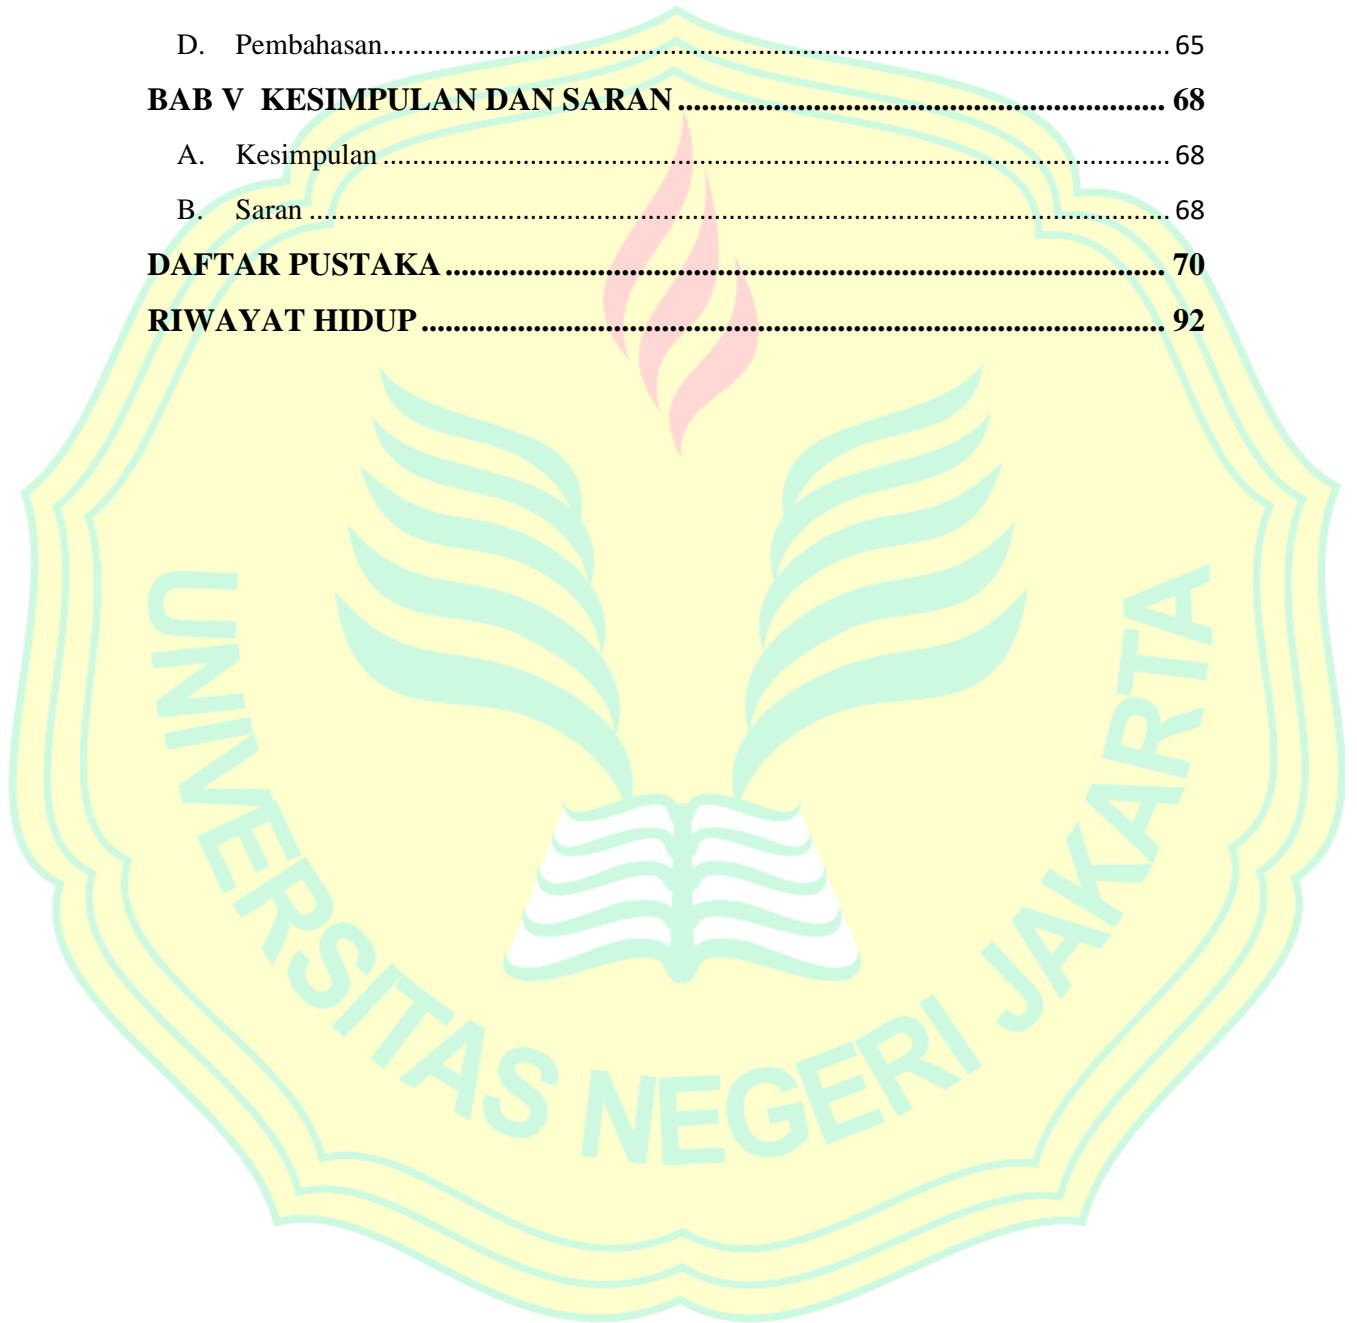 D. Pembahasan........................................................................................................................ 65
BAB V KESIMPULAN DAN SARAN ............................................................. 68
A. Kesimpulan ........................................................................................................................ 68
B. Saran ........................................................................................................................ 68
DAFTAR PUSTAKA .......................................................................................... 70
RIWAYAT HIDUP ............................................................................................. 92
UNIVERSITAS NEGERI JAKARTA